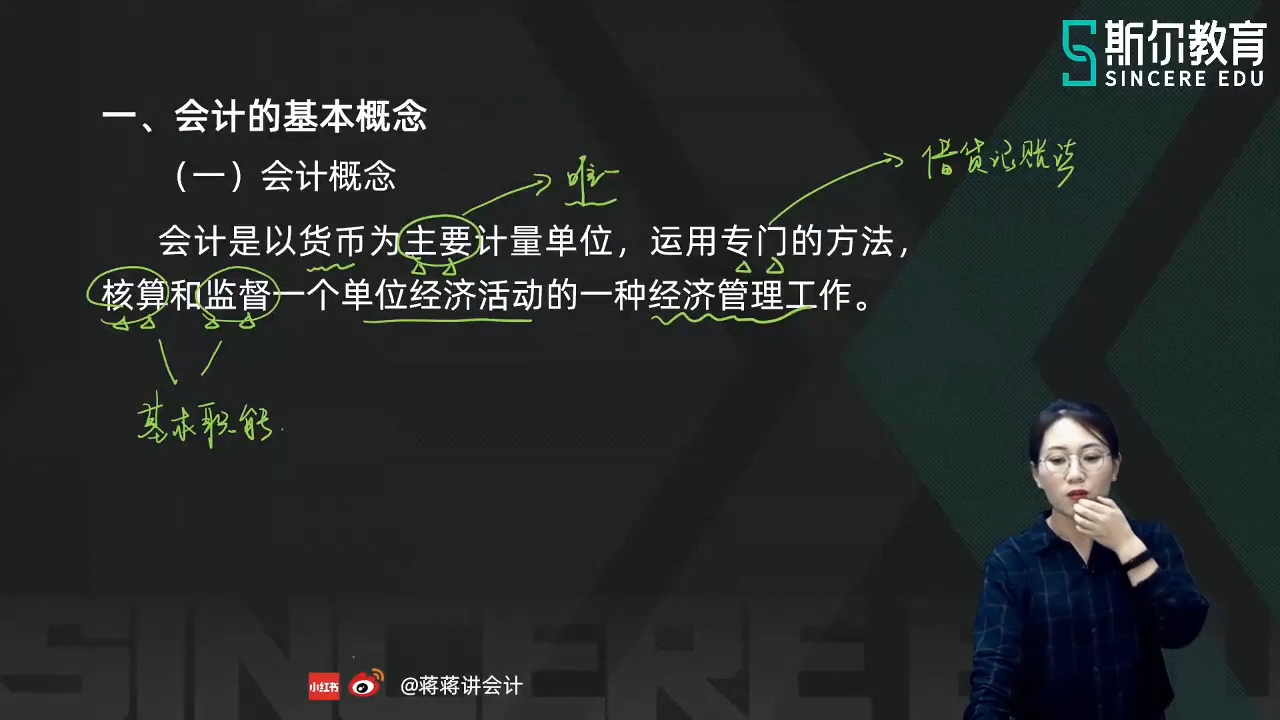 斯尔教育
SINCERE EDU
一、会计的基本概念
（一）会计概念
唯一
借贷记账法
会计是以货币为主要计量单位，运用专门的方法，
核算和监督一个单位经济活动的一种经济管理工作。
基本职能
SINCERE E
小红书
@蒋蒋讲会计